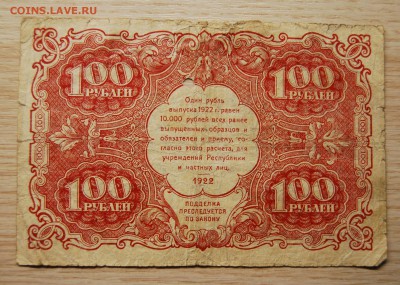 COINS.LAVE.RU
100 РУБЛЕЙ
100 РУБЛЕЙ
Один рубль
выпуска 1922 г. равен
10.000 рублей всех ранее
выпущенных образцов и
обязателен к приему, со-
гласно этого расчета, для
учреждений Республики
и частных лиц.
1922
100 РУБЛЕЙ
100 РУБЛЕЙ
ПОДДЕЛКА
ПРЕСЛЕДУЕТСЯ
ПО ЗАКОНУ